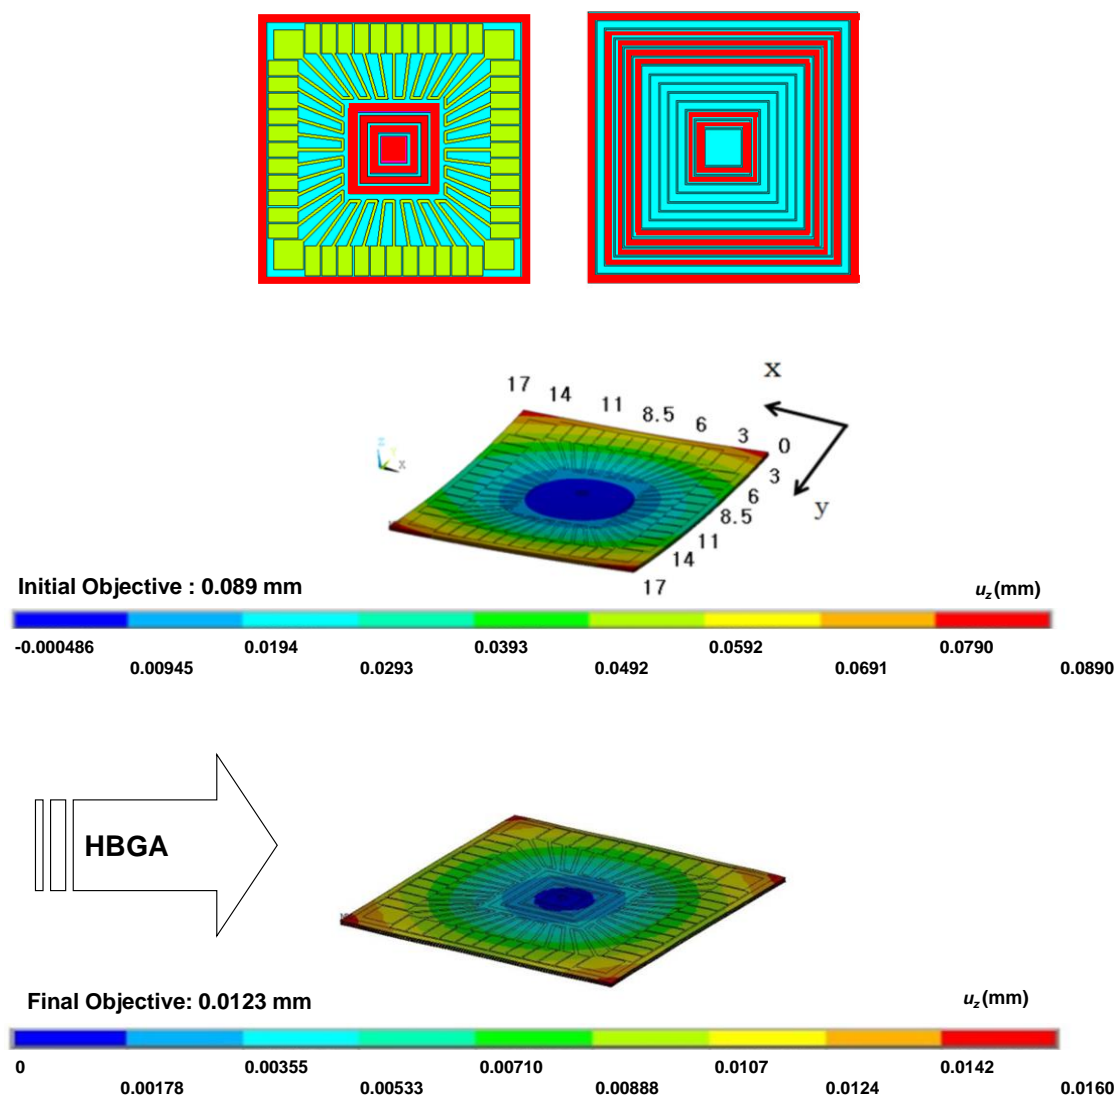 x
17 14 11 8.5 6 3 0
3
6
8.5
11
14
17
y
z
Y
X
Initial Objective : 0.089 mm
uz(mm)
-0.000486 0.0194 0.0393 0.0592 0.0790
0.00945 0.0293 0.0492 0.0691 0.0890
HBGA
Final Objective: 0.0123 mm
uz(mm)
0 0.00355 0.00710 0.0107 0.0142
0.00178 0.00533 0.00888 0.0124 0.0160